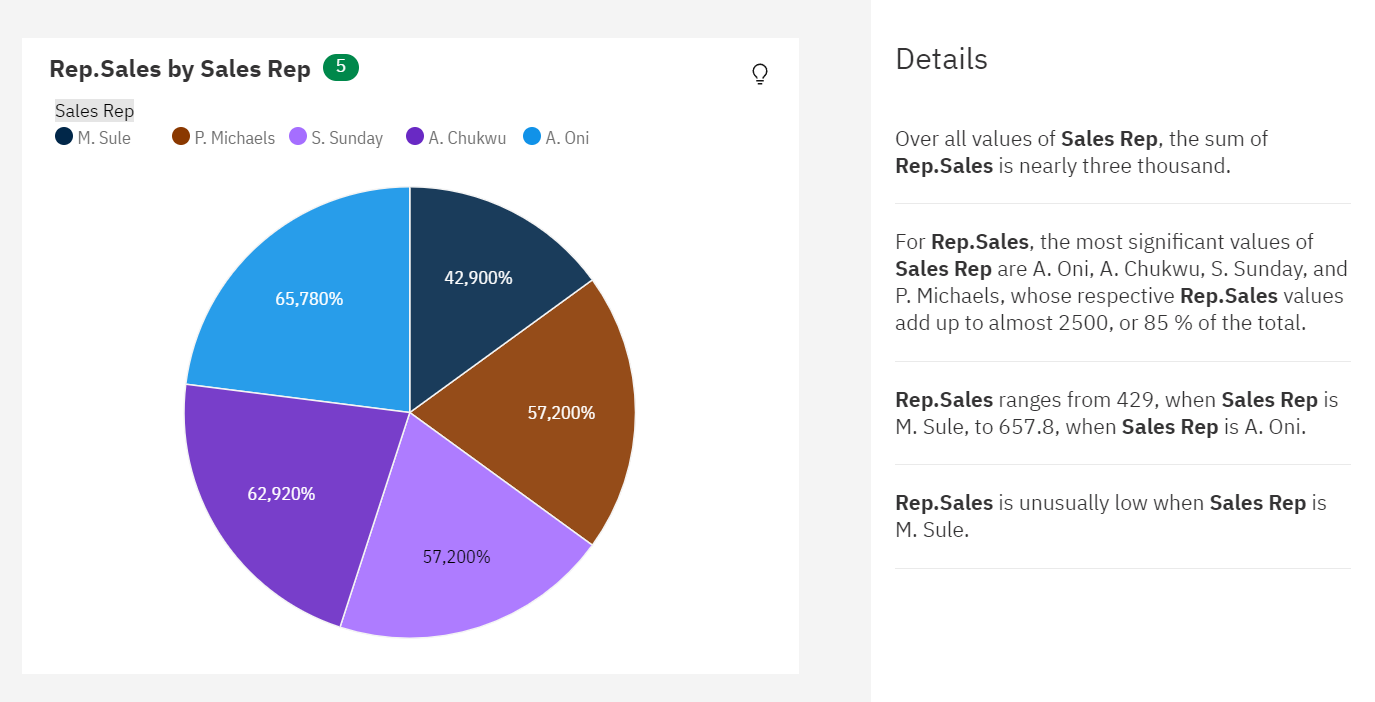 Rep.Sales by Sales Rep 5
Sales Rep
M. Sule P. Michaels S. Sunday A. Chukwu A. Oni
42,900%
65,780%
57,200%
62,920%
57,200%
Details
Over all values of Sales Rep, the sum of
Rep.Sales is nearly three thousand.
For Rep.Sales, the most significant values of
Sales Rep are A. Oni, A. Chukwu, S. Sunday, and
P. Michaels, whose respective Rep.Sales values
add up to almost 2500, or 85 % of the total.
Rep.Sales ranges from 429, when Sales Rep is
M. Sule, to 657.8, when Sales Rep is A. Oni.
Rep.Sales is unusually low when Sales Rep is
M. Sule.